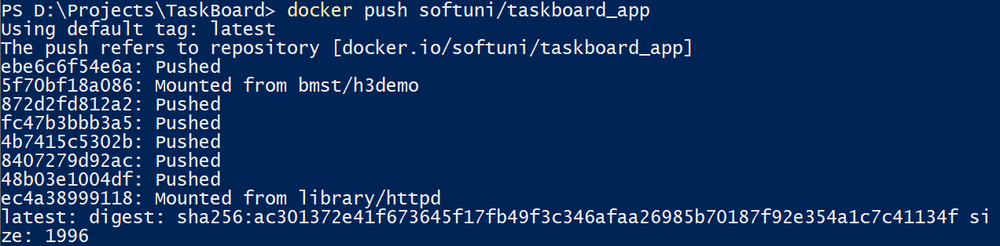 PS D:\Projects\TaskBoard> docker push softuni/taskboard_app
Using default tag: latest
The push refers to repository [docker.io/softuni/taskboard_app]
ebe6c6f54e6a: Pushed
5f70bf18a086: Mounted from bmst/h3demo
872d2fd812a2: Pushed
fc47b3bbb3a5: Pushed
4b7415c5302b: Pushed
8407279d92ac: Pushed
48b03e1004df: Pushed
ec4a38999118: Mounted from library/httpd
latest: digest: sha256:ac301372e41f673645f17fb49f3c346afaa26985b70187f92e354a1c7c41134f si
ze: 1996